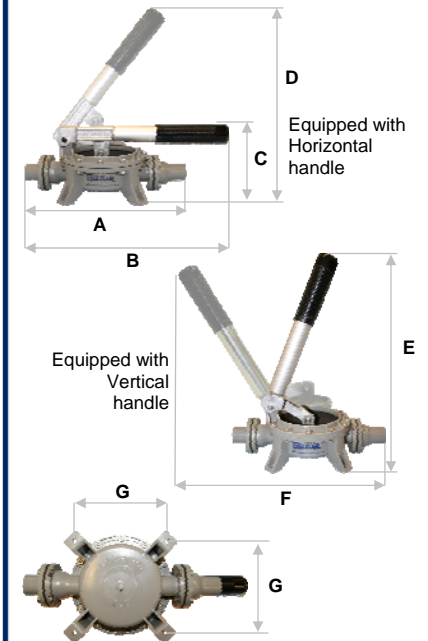 D
Equipped with
Horizontal
handle
C
A
B
E
Equipped with
Vertical
handle
F
G
G